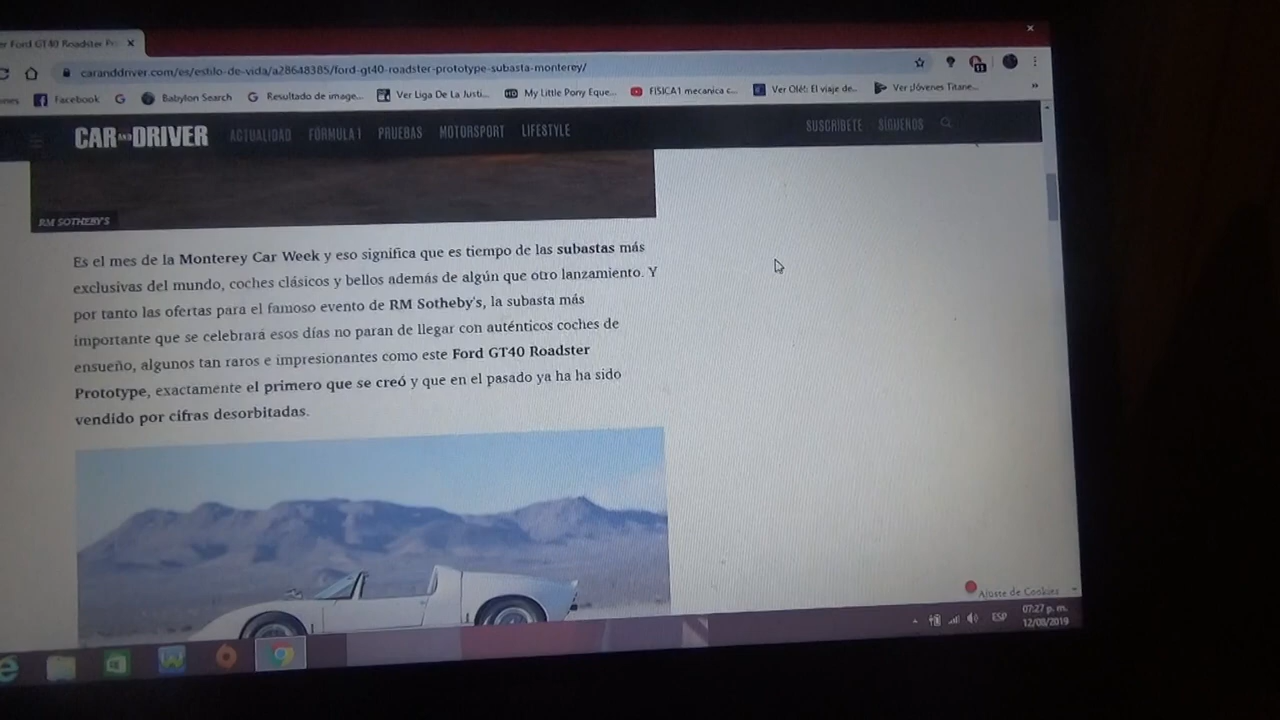 er Ford GT40 Roadster Pr
caranddriver.com/es/estilo-de-vida/a28648385/ford-gt40-roadster-prototype-subasta-monterey/
Facebook
G
Babylon Search
G Resultado de image...
Ver Liga De La Justi...
My Little Pony Eque...
FISICA1 mecanica c...
Ver Olé!: El viaje de...
Ver ¡Jóvenes Titane...
»
CAR AND DRIVER
ACTUALIDAD
FÓRMULA 1
PRUEBAS
MOTORSPORT
LIFESTYLE
SUSCRÍBETE
SÍGUENOS
RM SOTHEBY'S
Es el mes de la Monterey Car Week y eso significa que es tiempo de las subastas más
exclusivas del mundo, coches clásicos y bellos además de algún que otro lanzamiento. Y
por tanto las ofertas para el famoso evento de RM Sotheby's, la subasta más
importante que se celebrará esos días no paran de llegar con auténticos coches de
ensueño, algunos tan raros e impresionantes como este Ford GT40 Roadster
Prototype, exactamente el primero que se creó y que en el pasado ya ha ha sido
vendido por cifras desorbitadas.
Ajuste de Cookies
ESP
07:27 p. m.
12/08/2019